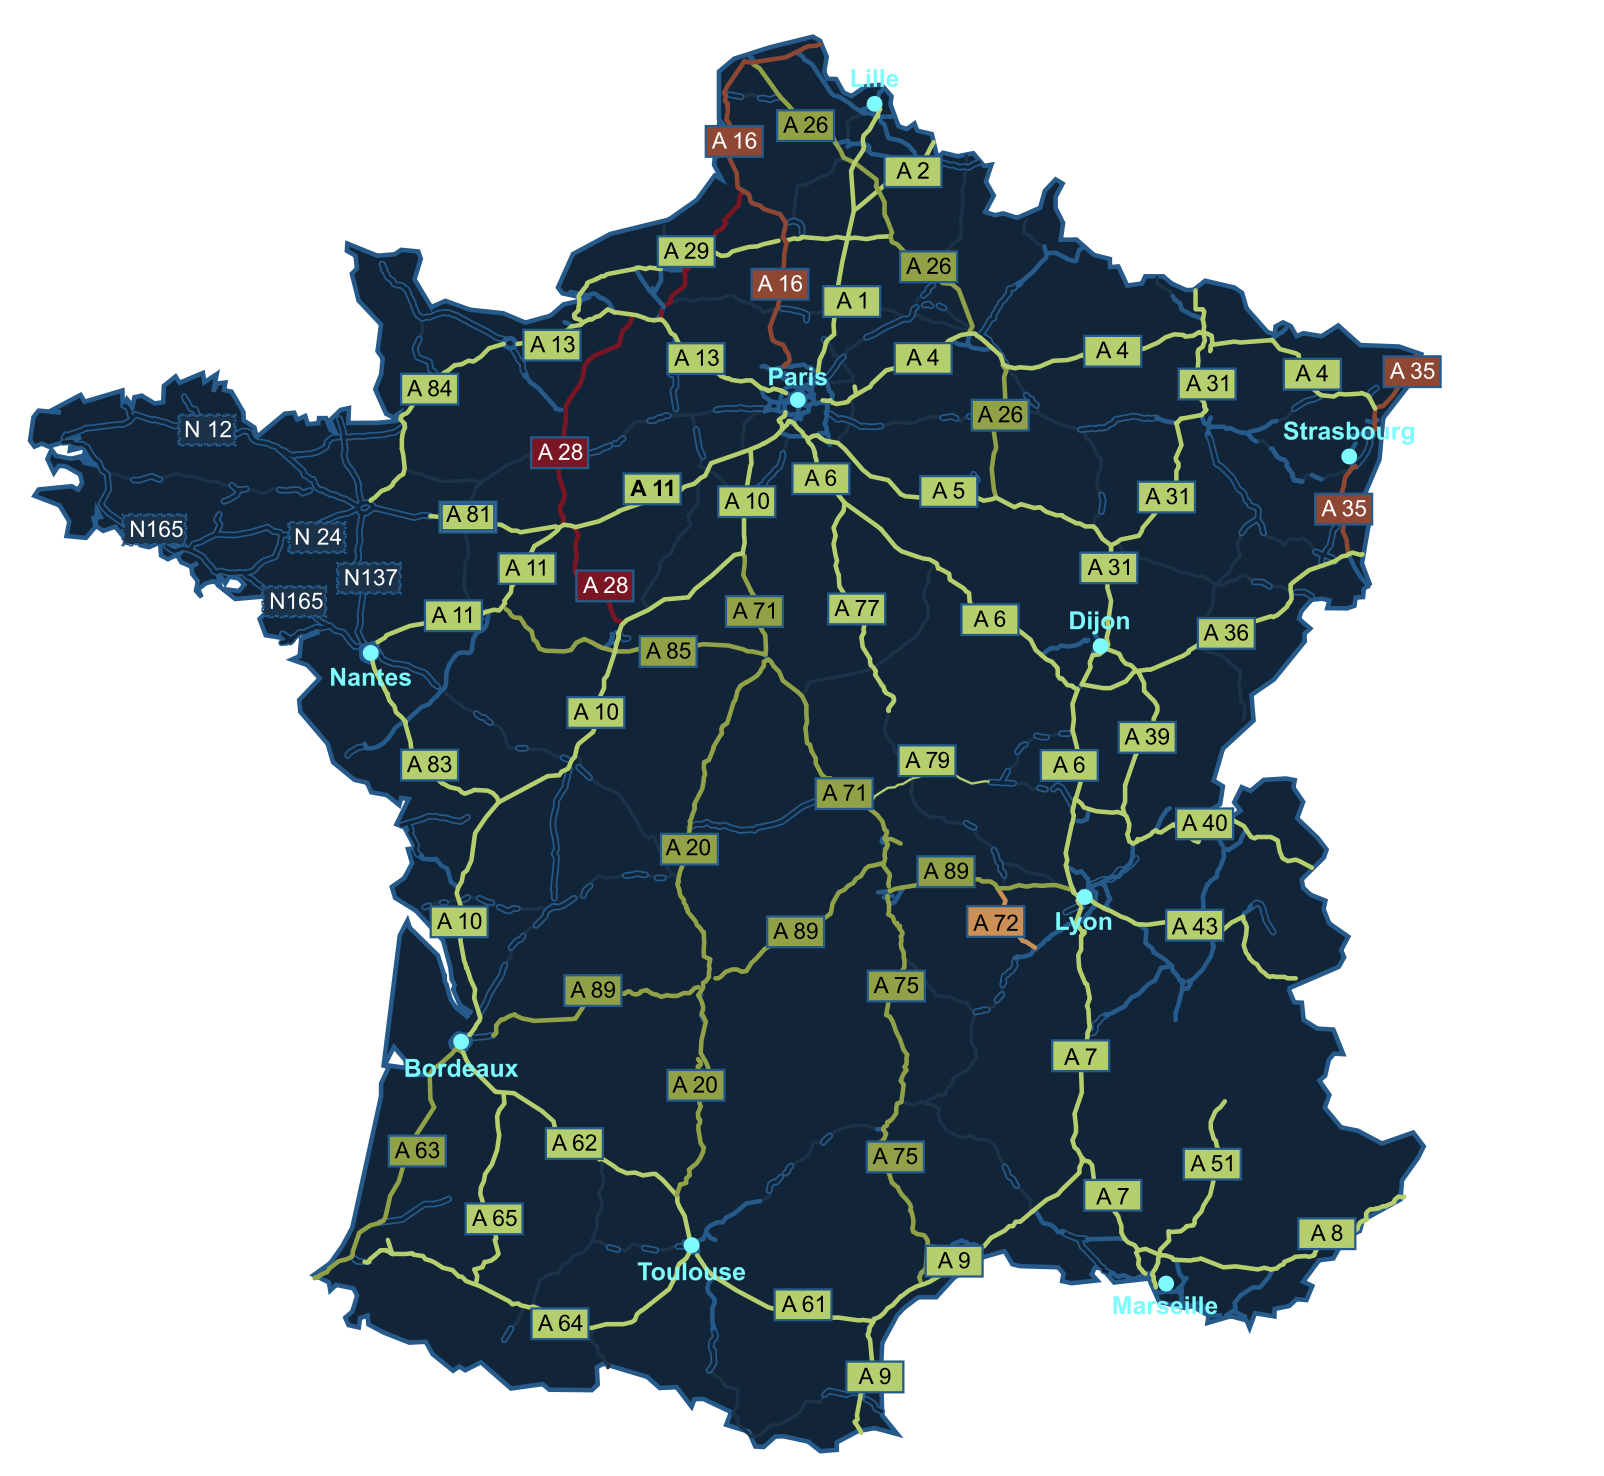 Lille
A 26
A 16
A 2
A 29
A 26
A 16
A 1
A 13
A 13
A 4
A 4
A 4
A 35
Paris
A 84
A 31
A 26
N 12
Strasbourg
A 28
A 6
A 11
A 5
A 10
A 31
A 35
A 81
N165
N 24
A 11
A 31
N137
A 28
N165
A 11
A 71
A 77
A 6
Dijon
A 36
A 85
Nantes
A 10
A 39
A 83
A 79
A 6
A 71
A 40
A 20
A 89
A 10
A 89
A 72
Lyon
A 43
A 89
A 75
Bordeaux
A 7
A 20
A 63
A 62
A 75
A 51
A 7
A 65
A 8
A 9
Toulouse
Marseille
A 61
A 64
A 9